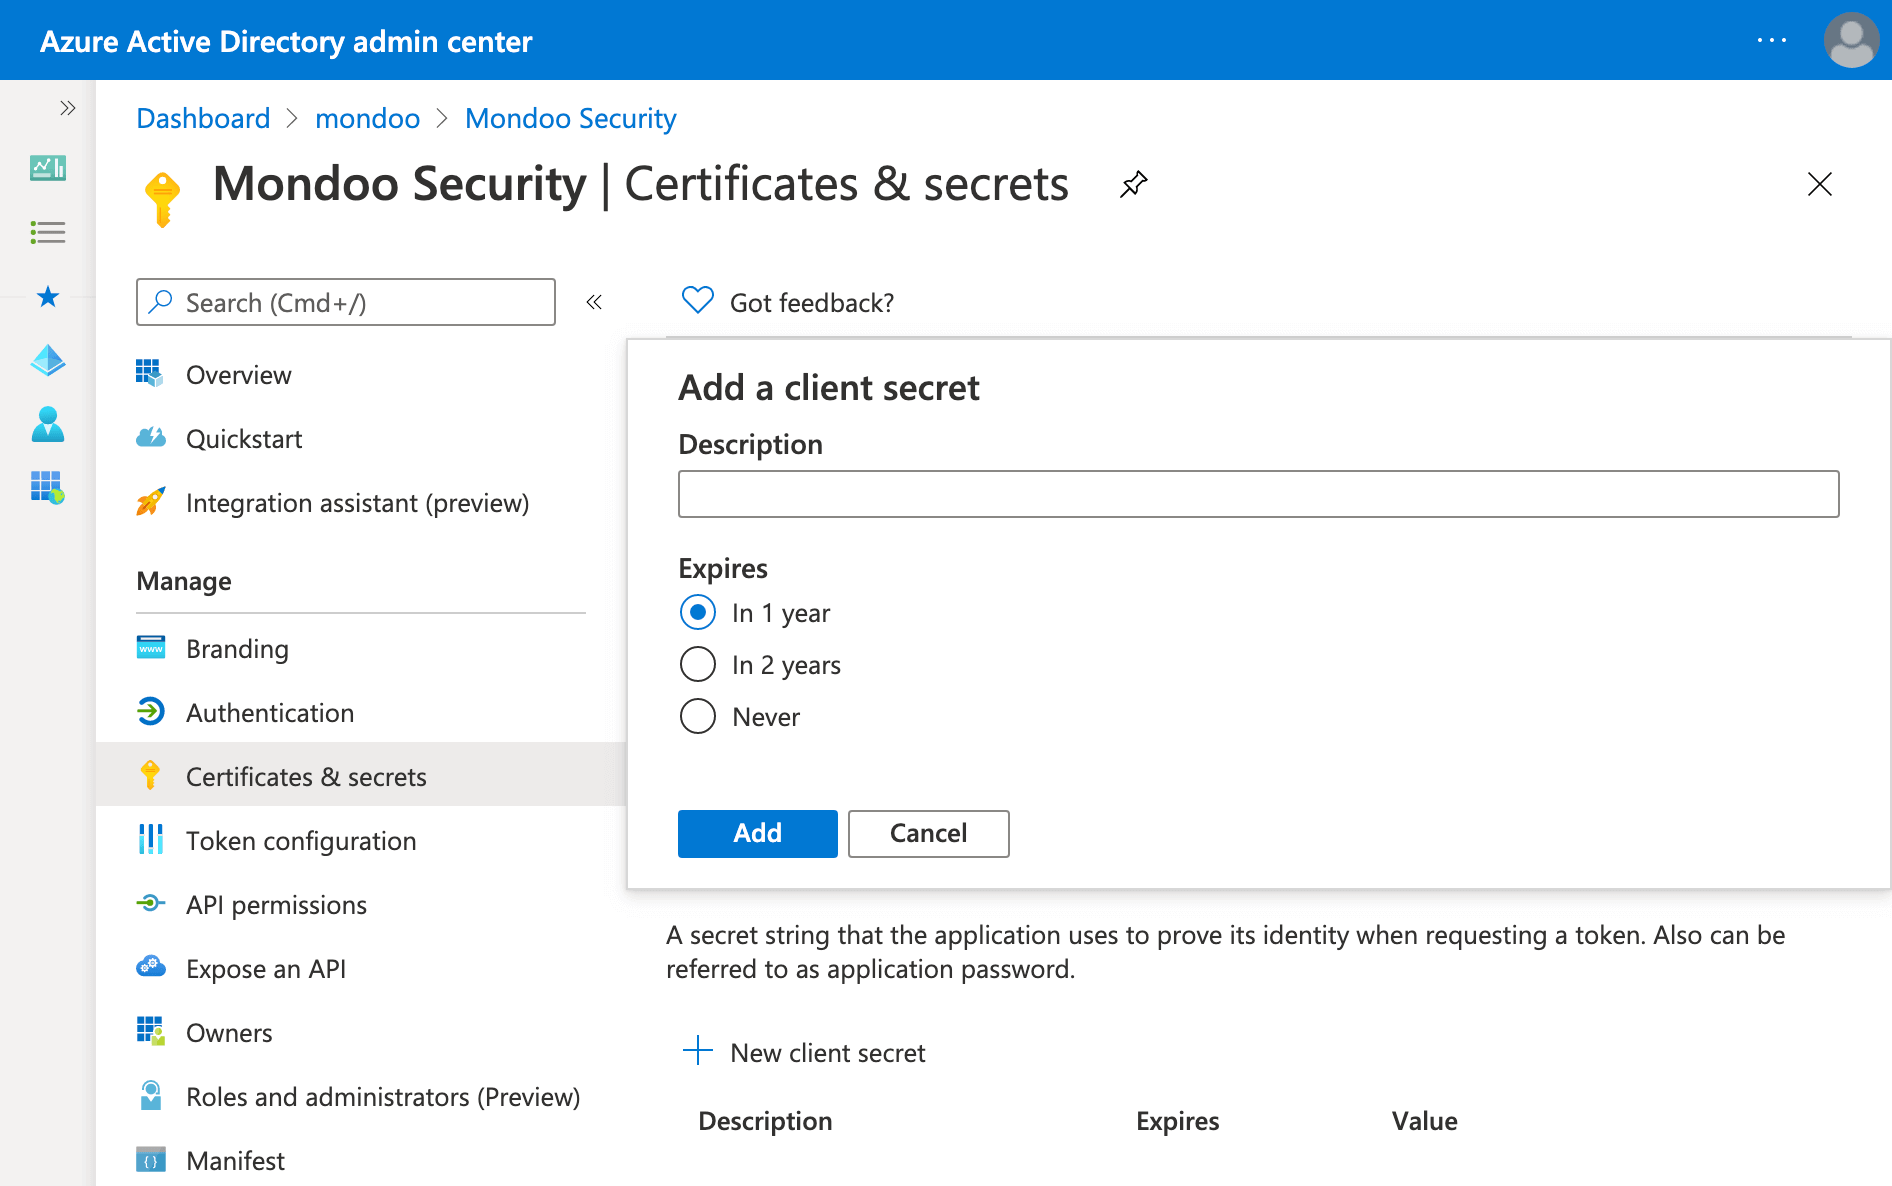 Azure Active Directory admin center
Dashboard > mondoo > Mondoo Security
Mondoo Security | Certificates & secrets
Search (Cmd+/)
Got feedback?
Overview
Quickstart
Integration assistant (preview)
Manage
Branding
Authentication
Certificates & secrets
Token configuration
API permissions
Expose an API
Owners
Roles and administrators (Preview)
Manifest
Add a client secret
Description
Expires
In 1 year
In 2 years
Never
Add Cancel
A secret string that the application uses to prove its identity when requesting a token. Also can be
referred to as application password.
New client secret
Description Expires Value